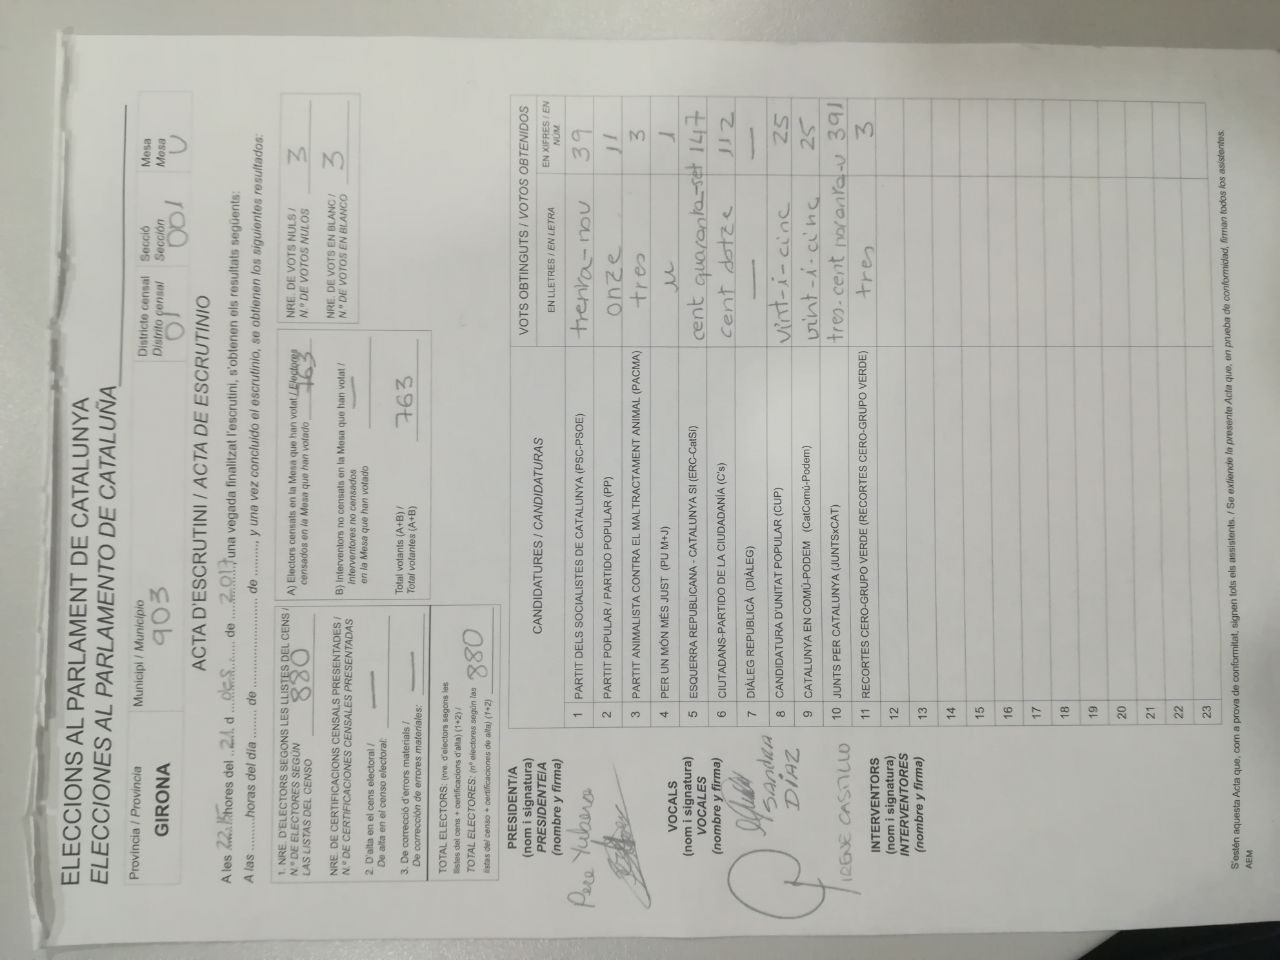 ELECCIONS AL PARLAMENT DE CATALUNYA
ELECCIONES AL PARLAMENTO DE CATALUÑA
Província / Provincia
GIRONA
Municipi / Municipio
903
Districte censal
Distrito censal
01
Secció
Sección
001
Mesa
Mesa
U
ACTA D'ESCRUTINI / ACTA DE ESCRUTINIO
A les 22.15 hores del 21 d des de 2017, una vegada finalitzat l'escrutini, s'obtenen els resultats següents:
A las ........horas del día ........ de ........................ de ........, y una vez concluido el escrutinio, se obtienen los siguientes resultados:
1. NRE. D'ELECTORS SEGONS LES LLISTES DEL CENS /
N.º DE ELECTORES SEGÚN
LAS LISTAS DEL CENSO
880
NRE. DE CERTIFICACIONS CENSALS PRESENTADES /
N.º DE CERTIFICACIONES CENSALES PRESENTADAS
2. D'alta en el cens electoral /
De alta en el censo electoral:
—
3. De correcció d'errors materials /
De corrección de errores materiales:
—
TOTAL ELECTORS: (nre. d'electors segons les
llistes del cens + certificacions d'alta) (1+2) /
TOTAL ELECTORES: (nº electores según las
listas del censo + certificaciones de alta) (1+2)
880
A) Electors censats en la Mesa que han votat / Electores
censados en la Mesa que han votado
763
B) Interventors no censats en la Mesa que han votat /
Interventores no censados
en la Mesa que han votado
—
Total votants (A+B) /
Total votantes (A+B)
763
NRE. DE VOTS NULS /
N.º DE VOTOS NULOS
3
NRE. DE VOTS EN BLANC /
N.º DE VOTOS EN BLANCO
3
PRESIDENT/A
(nom i signatura)
PRESIDENTE/A
(nombre y firma)
Pere Yuberos
VOCALS
(nom i signatura)
VOCALES
(nombre y firma)
SANDRA
DÍAZ
IRENE CASTILLO
INTERVENTORS
(nom i signatura)
INTERVENTORES
(nombre y firma)
CANDIDATURES / CANDIDATURAS
VOTS OBTINGUTS / VOTOS OBTENIDOS
EN LLETRES / EN LETRA
EN XIFRES / EN NÚM.
1 PARTIT DELS SOCIALISTES DE CATALUNYA (PSC-PSOE) trenta-nou 39
2 PARTIT POPULAR / PARTIDO POPULAR (PP) onze 11
3 PARTIT ANIMALISTA CONTRA EL MALTRACTAMENT ANIMAL (PACMA) tres 3
4 PER UN MÓN MÉS JUST (PU M+J) u 1
5 ESQUERRA REPUBLICANA - CATALUNYA SI (ERC-CatSí) cent quaranta-set 147
6 CIUTADANS-PARTIDO DE LA CIUDADANÍA (C's) cent dotze 112
7 DIÀLEG REPUBLICÀ (DIÀLEG) — —
8 CANDIDATURA D'UNITAT POPULAR (CUP) vint-i-cinc 25
9 CATALUNYA EN COMÚ-PODEM (CatComú-Podem) vint-i-cinc 25
10 JUNTS PER CATALUNYA (JUNTSxCAT) tres-cent noranta-u 391
11 RECORTES CERO-GRUPO VERDE (RECORTES CERO-GRUPO VERDE) tres 3
12
13
14
15
16
17
18
19
20
21
22
23
S'estén aquesta Acta que, com a prova de conformitat, signen tots els assistents. / Se extiende la presente Acta que, en prueba de conformidad, firman todos los asistentes.
AEM